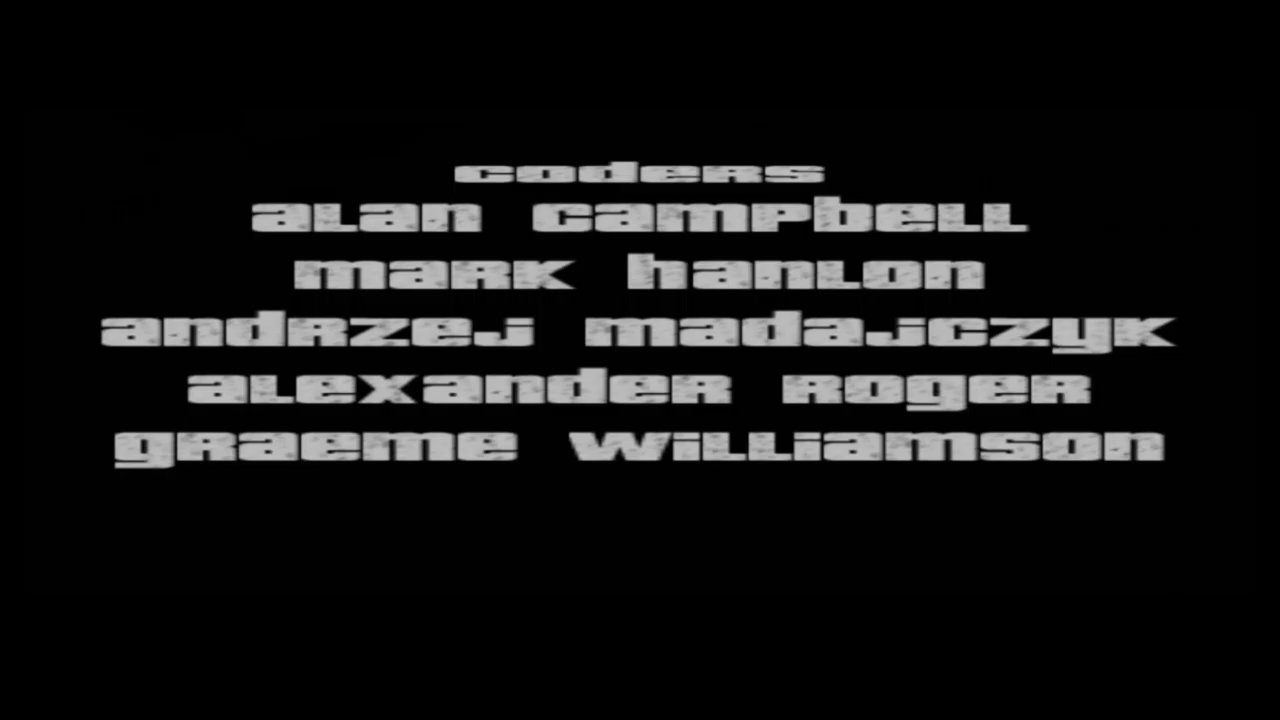 coders
alan campbell
mark hanlon
andrzej madajczyk
alexander roger
graeme williamson